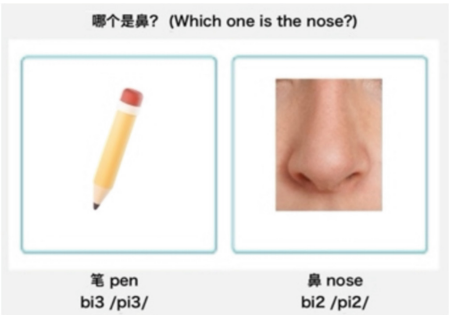 哪个是鼻? (Which one is the nose?)
笔 pen
bi3 /pi3/
鼻 nose
bi2 /pi2/